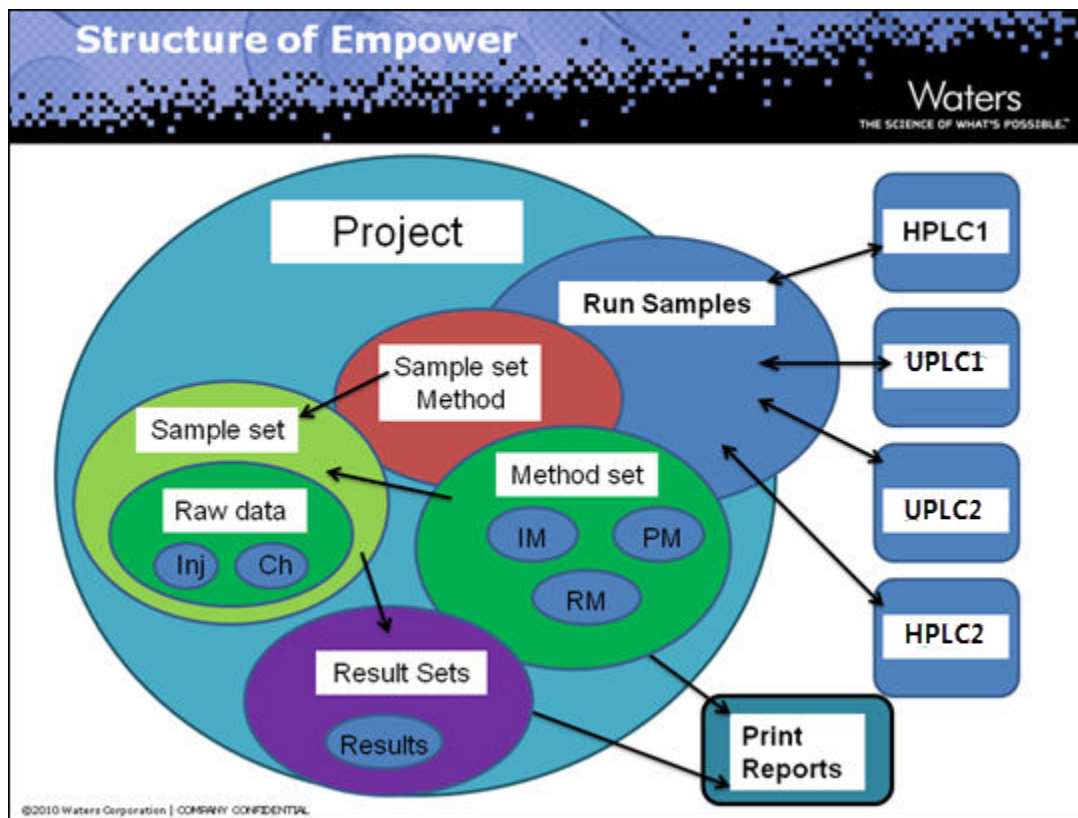 Structure of Empower
Waters
THE SCIENCE OF WHAT'S POSSIBLE.™
Project
HPLC1
Run Samples
UPLC1
Sample set
Method
Sample set
Method set
Raw data
UPLC2
IM
PM
Inj
Ch
RM
HPLC2
Result Sets
Results
Print
Reports
©2010 Waters Corporation | COMPANY CONFIDENTIAL